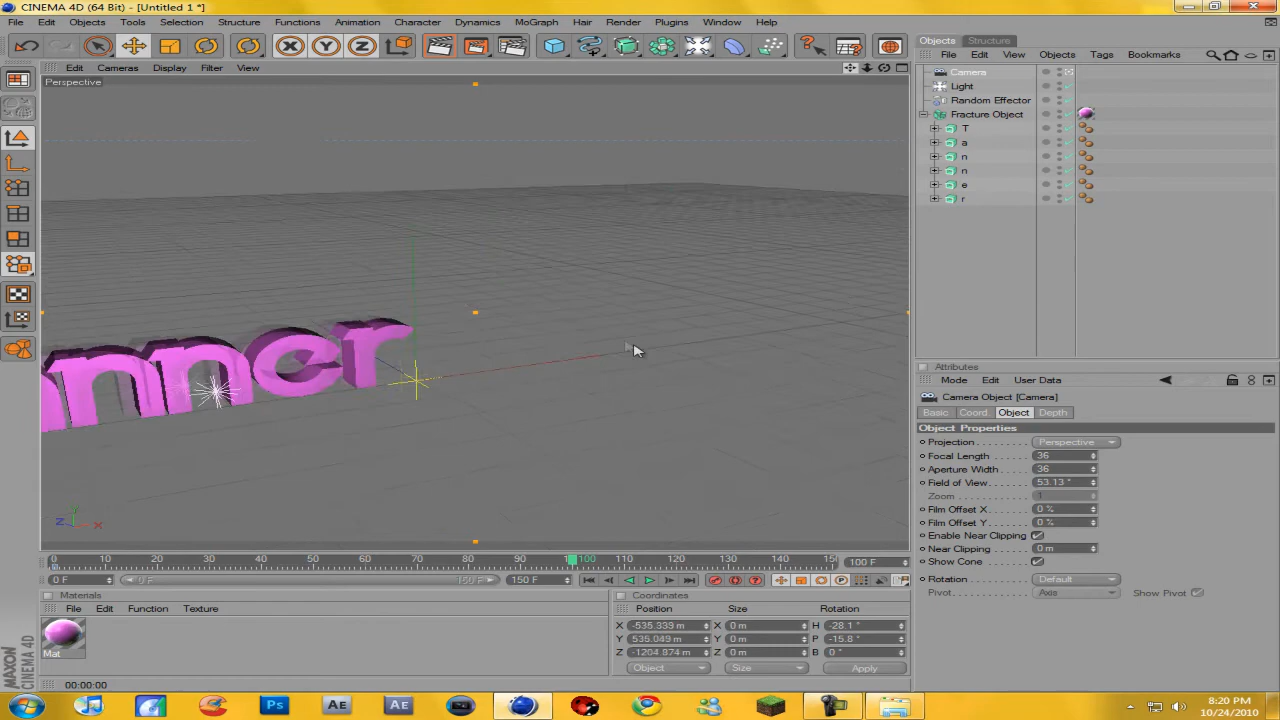 CINEMA 4D (64 Bit) - [Untitled 1 *]
File Edit Objects Tools Selection Structure Functions Animation Character Dynamics MoGraph Hair Render Plugins Window Help
Objects Structure
File Edit View Objects Tags Bookmarks
Edit Cameras Display Filter View
Perspective
Camera
Light
Random Effector
Fracture Object
T
a
n
n
e
r
nner
Attributes
Mode Edit User Data
Camera Object [Camera]
Basic Coord. Object Depth
Object Properties
Projection Perspective
Focal Length 36
Aperture Width 36
Field of View 53.13 °
Zoom 1
Film Offset X 0 %
Film Offset Y 0 %
Enable Near Clipping
Near Clipping 0 m
Show Cone
Rotation Default
Pivot Axis Show Pivot
Y
Z X
0 10 20 30 40 50 60 70 80 90 100 110 120 130 140 15
100 F
0 F 0 F 150 F 150 F
Materials
File Edit Function Texture
Mat
Coordinates
Position Size Rotation
X -535.339 m X 0 m H -28.1 °
Y 535.049 m Y 0 m P -15.8 °
Z -1204.874 m Z 0 m B 0 °
Object Size Apply
MAXON CINEMA 4D
00:00:00
Ps AE AE
8:20 PM
10/24/2010